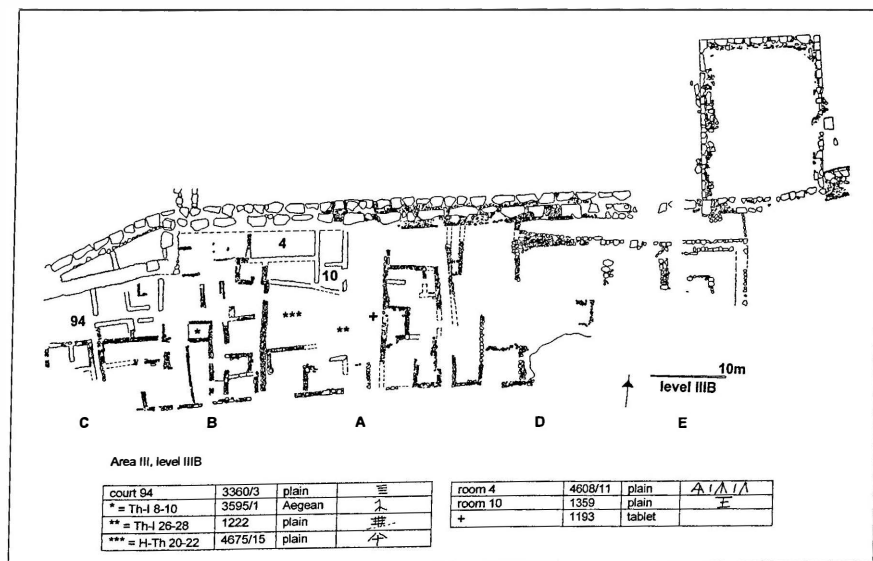 4
10
L
94
*
***
**
+
10m
level IIIB
C B A D E
Area III, level IIIB
court 94 3360/3 plain
* = Th-I 8-10 3595/1 Aegean
** = Th-I 26-28 1222 plain
*** = H-Th 20-22 4675/15 plain
room 4 4608/11 plain
room 10 1359 plain
+ 1193 tablet